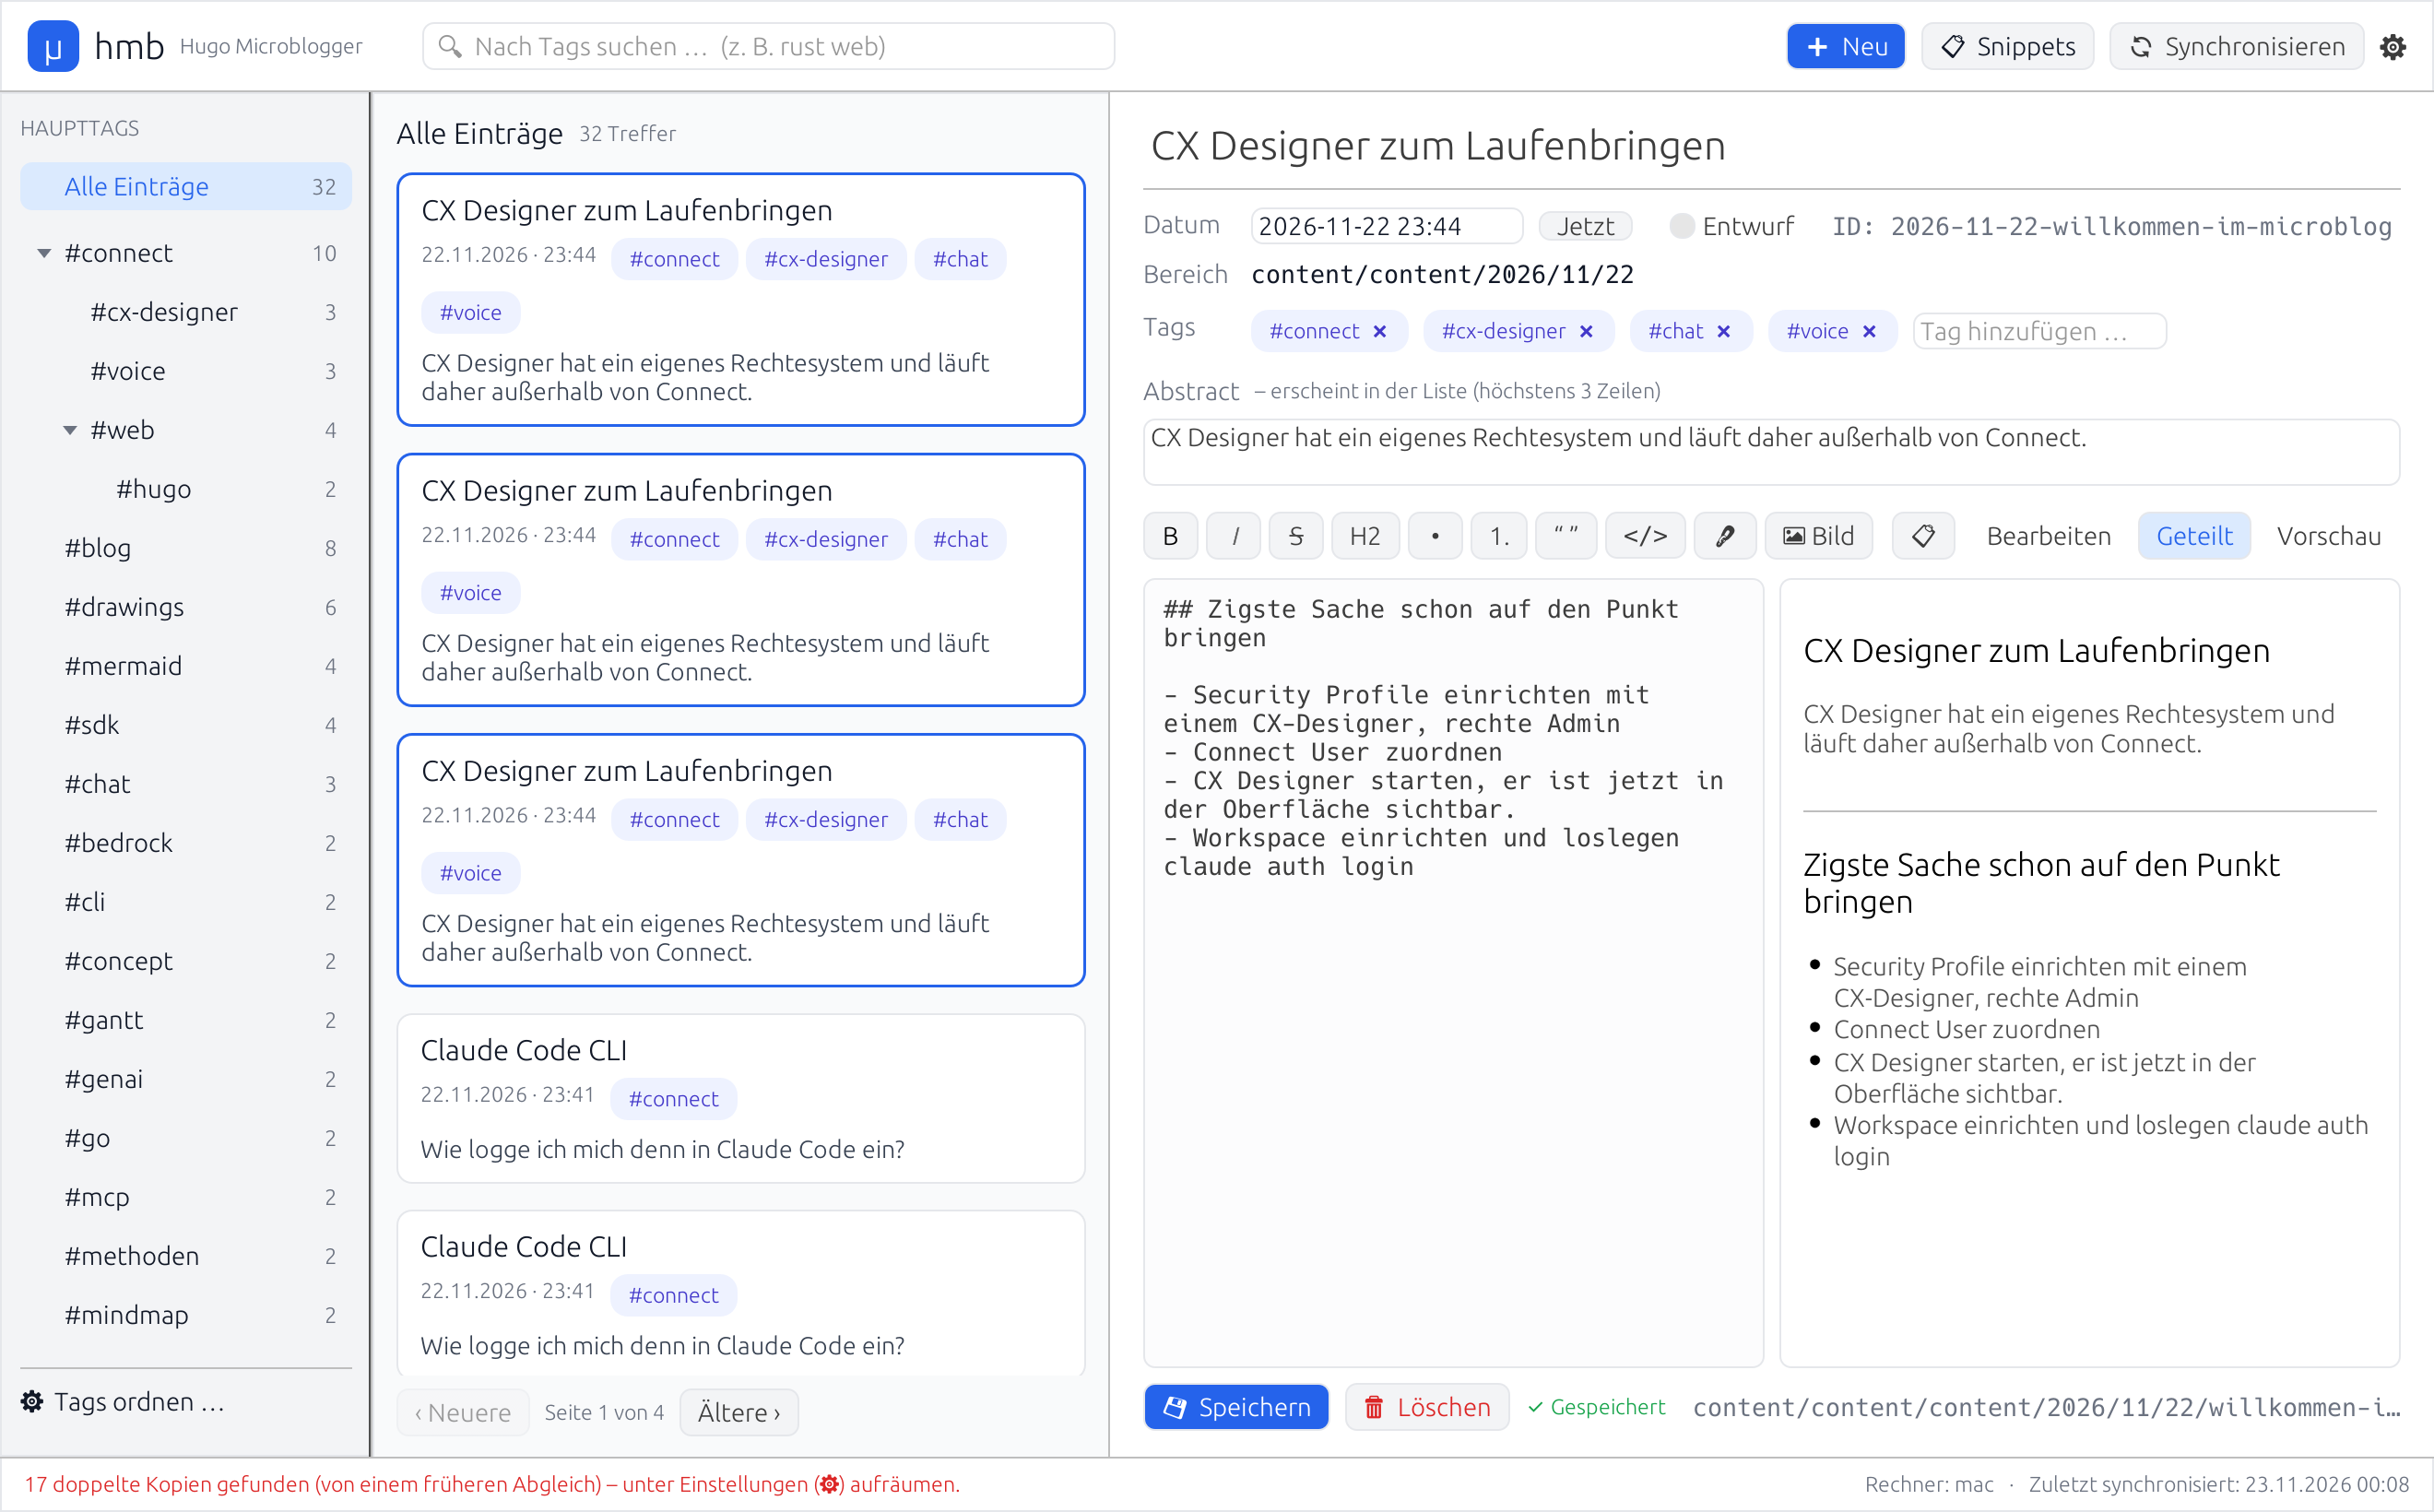 µ hmb Hugo Microblogger
Nach Tags suchen … (z. B. rust web)
+ Neu
Snippets
Synchronisieren
HAUPTTAGS
Alle Einträge 32
#connect 10
#cx-designer 3
#voice 3
#web 4
#hugo 2
#blog 8
#drawings 6
#mermaid 4
#sdk 4
#chat 3
#bedrock 2
#cli 2
#concept 2
#gantt 2
#genai 2
#go 2
#mcp 2
#methoden 2
#mindmap 2
Tags ordnen …
Alle Einträge 32 Treffer
CX Designer zum Laufenbringen
22.11.2026 · 23:44 #connect #cx-designer #chat
#voice
CX Designer hat ein eigenes Rechtesystem und läuft
daher außerhalb von Connect.
CX Designer zum Laufenbringen
22.11.2026 · 23:44 #connect #cx-designer #chat
#voice
CX Designer hat ein eigenes Rechtesystem und läuft
daher außerhalb von Connect.
CX Designer zum Laufenbringen
22.11.2026 · 23:44 #connect #cx-designer #chat
#voice
CX Designer hat ein eigenes Rechtesystem und läuft
daher außerhalb von Connect.
Claude Code CLI
22.11.2026 · 23:41 #connect
Wie logge ich mich denn in Claude Code ein?
Claude Code CLI
22.11.2026 · 23:41 #connect
Wie logge ich mich denn in Claude Code ein?
‹ Neuere Seite 1 von 4 Ältere ›
CX Designer zum Laufenbringen
Datum 2026-11-22 23:44 Jetzt Entwurf ID: 2026-11-22-willkommen-im-microblog
Bereich content/content/2026/11/22
Tags #connect × #cx-designer × #chat × #voice × Tag hinzufügen …
Abstract – erscheint in der Liste (höchstens 3 Zeilen)
CX Designer hat ein eigenes Rechtesystem und läuft daher außerhalb von Connect.
B I S H2 • 1. “ ” </> Bild Bearbeiten Geteilt Vorschau
## Zigste Sache schon auf den Punkt
bringen
- Security Profile einrichten mit
einem CX-Designer, rechte Admin
- Connect User zuordnen
- CX Designer starten, er ist jetzt in
der Oberfläche sichtbar.
- Workspace einrichten und loslegen
claude auth login
CX Designer zum Laufenbringen
CX Designer hat ein eigenes Rechtesystem und
läuft daher außerhalb von Connect.
Zigste Sache schon auf den Punkt
bringen
• Security Profile einrichten mit einem
CX-Designer, rechte Admin
• Connect User zuordnen
• CX Designer starten, er ist jetzt in der
Oberfläche sichtbar.
• Workspace einrichten und loslegen claude auth
login
Speichern Löschen ✓ Gespeichert content/content/content/2026/11/22/willkommen-i…
17 doppelte Kopien gefunden (von einem früheren Abgleich) – unter Einstellungen (⚙) aufräumen.
Rechner: mac · Zuletzt synchronisiert: 23.11.2026 00:08